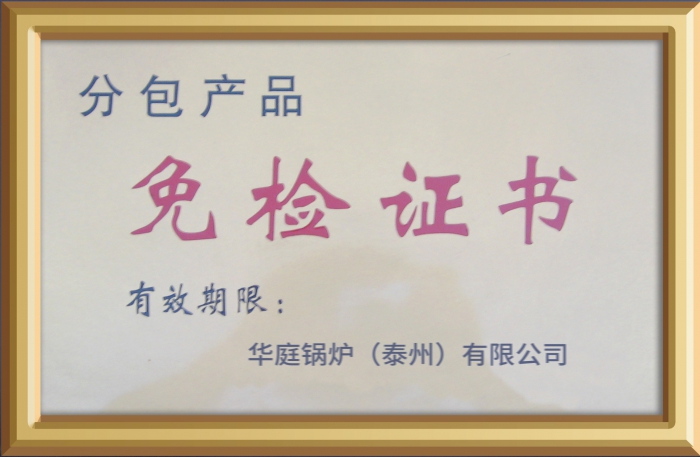 分包产品
免检证书
有效期限：
华庭锅炉（泰州）有限公司